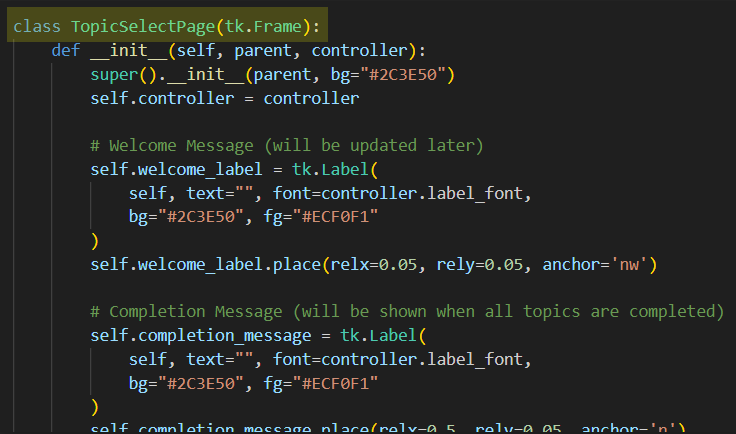 class TopicSelectPage(tk.Frame):
    def __init__(self, parent, controller):
        super().__init__(parent, bg="#2C3E50")
        self.controller = controller

        # Welcome Message (will be updated later)
        self.welcome_label = tk.Label(
            self, text="", font=controller.label_font,
            bg="#2C3E50", fg="#ECF0F1"
        )
        self.welcome_label.place(relx=0.05, rely=0.05, anchor='nw')

        # Completion Message (will be shown when all topics are completed)
        self.completion_message = tk.Label(
            self, text="", font=controller.label_font,
            bg="#2C3E50", fg="#ECF0F1"
        )
        self.completion_message.place(relx=0.5, rely=0.05, anchor='n')